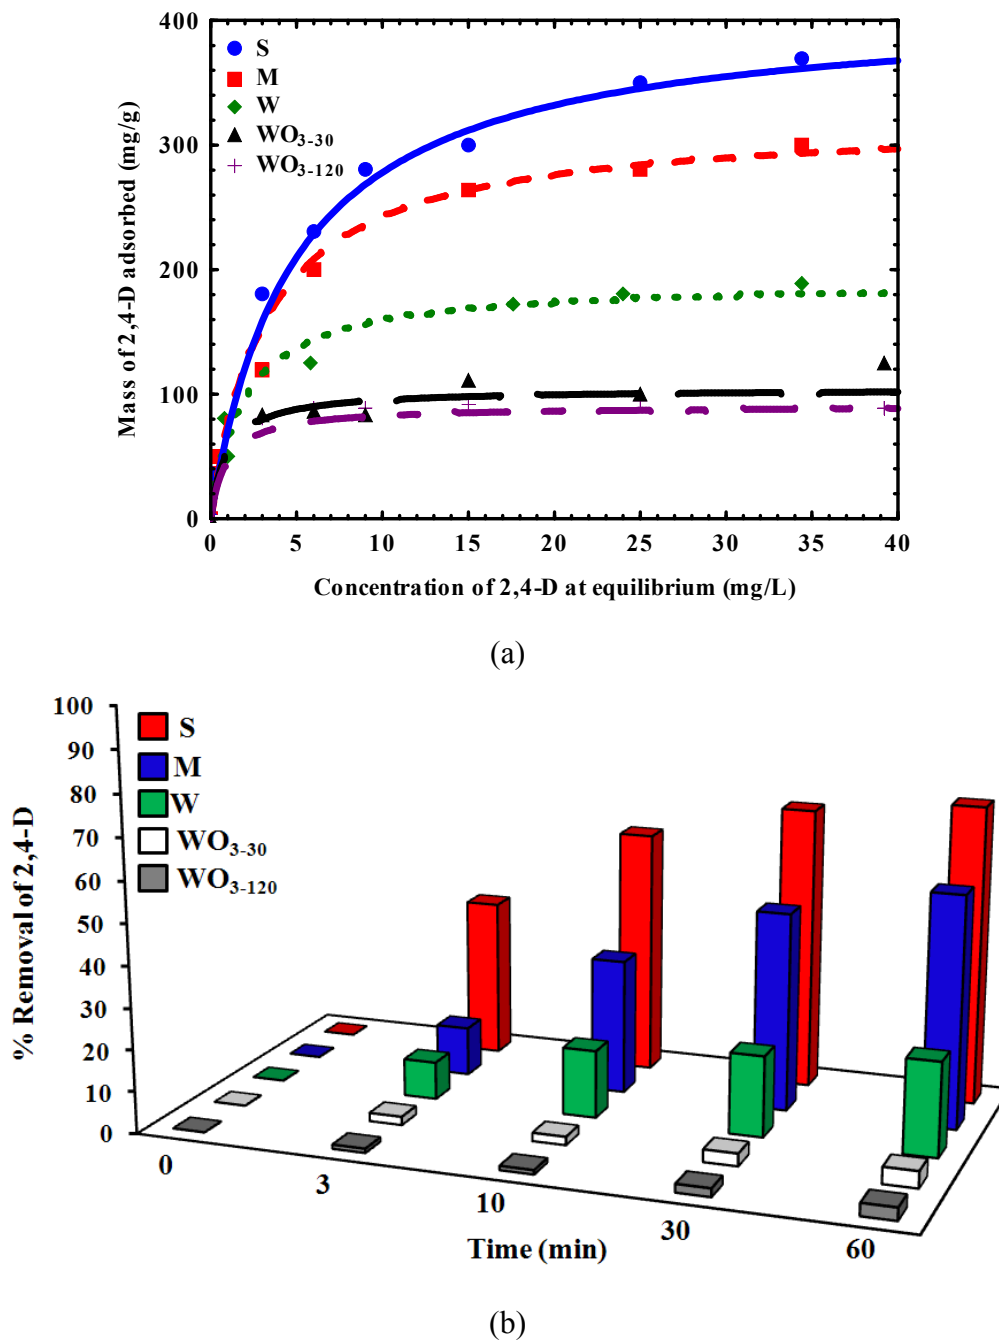 400
300
200
100
0
Mass of 2,4-D adsorbed (mg/g)
S
M
W
WO3-30
WO3-120
0 5 10 15 20 25 30 35 40
Concentration of 2,4-D at equilibrium (mg/L)
(a)
100
90
80
70
60
50
40
30
20
10
0
% Removal of 2,4-D
S
M
W
WO3-30
WO3-120
0 3 10 30 60
Time (min)
(b)